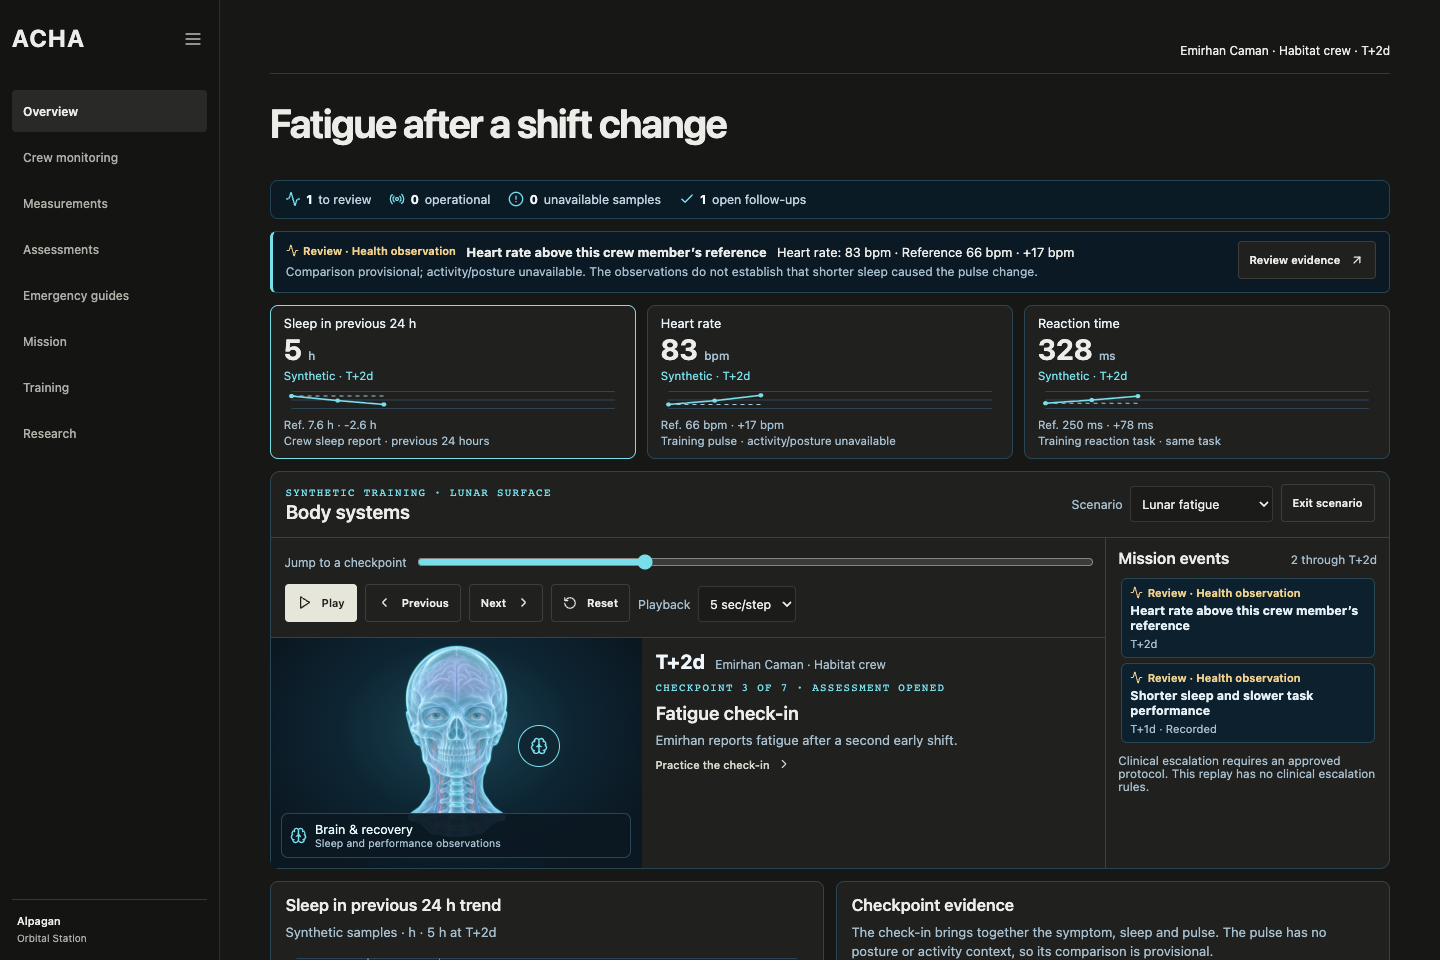 ACHA
Emirhan Caman · Habitat crew · T+2d
Overview
Crew monitoring
Measurements
Assessments
Emergency guides
Mission
Training
Research
Alpagan
Orbital Station
Fatigue after a shift change
1 to review 0 operational 0 unavailable samples 1 open follow-ups
Review · Health observation Heart rate above this crew member’s reference Heart rate: 83 bpm · Reference 66 bpm · +17 bpm
Comparison provisional; activity/posture unavailable. The observations do not establish that shorter sleep caused the pulse change.
Review evidence
Sleep in previous 24 h
5 h
Synthetic · T+2d
Ref. 7.6 h · -2.6 h
Crew sleep report · previous 24 hours
Heart rate
83 bpm
Synthetic · T+2d
Ref. 66 bpm · +17 bpm
Training pulse · activity/posture unavailable
Reaction time
328 ms
Synthetic · T+2d
Ref. 250 ms · +78 ms
Training reaction task · same task
SYNTHETIC TRAINING · LUNAR SURFACE
Body systems
Scenario Lunar fatigue Exit scenario
Jump to a checkpoint
Play Previous Next Reset Playback 5 sec/step
Brain & recovery
Sleep and performance observations
T+2d Emirhan Caman · Habitat crew
CHECKPOINT 3 OF 7 · ASSESSMENT OPENED
Fatigue check-in
Emirhan reports fatigue after a second early shift.
Practice the check-in
Mission events 2 through T+2d
Review · Health observation
Heart rate above this crew member’s
reference
T+2d
Review · Health observation
Shorter sleep and slower task
performance
T+1d · Recorded
Clinical escalation requires an approved
protocol. This replay has no clinical escalation
rules.
Sleep in previous 24 h trend
Synthetic samples · h · 5 h at T+2d
Checkpoint evidence
The check-in brings together the symptom, sleep and pulse. The pulse has no
posture or activity context, so its comparison is provisional.